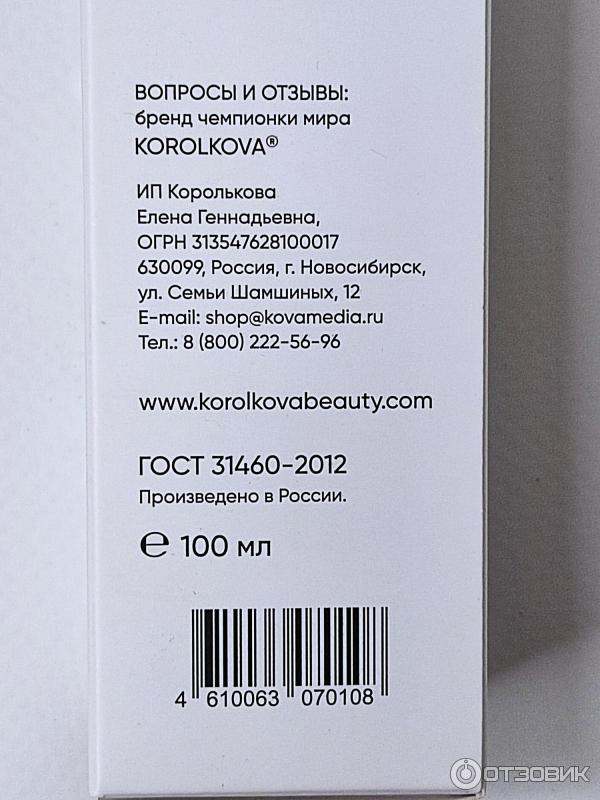 ВОПРОСЫ И ОТЗЫВЫ:
бренд чемпионки мира
KOROLKOVA®
ИП Королькова
Елена Геннадьевна,
ОГРН 313547628100017
630099, Россия, г. Новосибирск,
ул. Семьи Шамшиных, 12
E-mail: shop@kovamedia.ru
Тел.: 8 (800) 222-56-96
www.korolkovabeauty.com
ГОСТ 31460-2012
Произведено в России.
℮ 100 мл
4 610063 070108
ОТЗОВИК